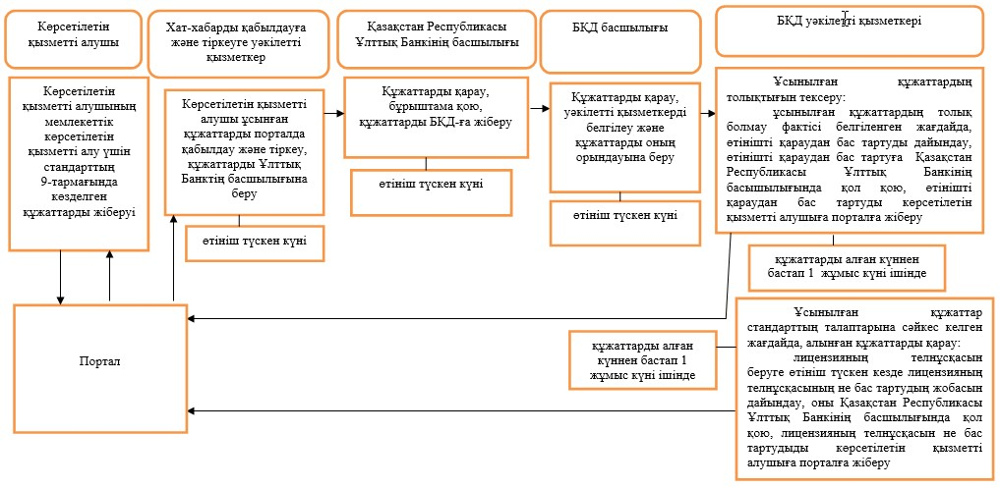 Көрсетілетін
қызметті алушы
Хат-хабарды қабылдауға
және тіркеуге уәкілетті
қызметкер
Қазақстан Республикасы
Ұлттық Банкінің басшылығы
БҚД басшылығы
БҚД уәкілетті қызметкері
Көрсетілетін
қызметті алушының
мемлекеттік
көрсетілетін
қызметті алу үшін
стандарттың
9-тармағында
көзделген
құжаттарды жіберуі
Көрсетілетін қызметті
алушы ұсынған
құжаттарды порталда
қабылдау және тіркеу,
құжаттарды Ұлттық
Банктің басшылығына
беру
өтініш түскен күні
Құжаттарды қарау,
бұрыштама қою,
құжаттарды БҚД-ға жіберу
өтініш түскен күні
Құжаттарды қарау,
уәкілетті қызметкерді
белгілеу және
құжаттарды оның
орындауына беру
өтініш түскен күні
Ұсынылған құжаттардың
толықтығын тексеру:
ұсынылған құжаттардың толық
болмау фактісі белгіленген жағдайда,
өтінішті қараудан бас тартуды дайындау,
өтінішті қараудан бас тартуға Қазақстан
Республикасы Ұлттық Банкінің
басышылығында қол қою, өтінішті
қараудан бас тартуды көрсетілетін
қызметті алушыға порталға жіберу
құжаттарды алған күннен
бастап 1 жұмыс күні ішінде
Портал
құжаттарды алған
күннен бастап 1
жұмыс күні ішінде
Ұсынылған құжаттар
стандарттың талаптарына сәйкес келген
жағдайда, алынған құжаттарды қарау:
лицензияның телнұсқасын
беруге өтініш түскен кезде лицензияның
телнұсқасының не бас тартудың жобасын
дайындау, оны Қазақстан Республикасы
Ұлттық Банкінің басшылығында қол
қою, лицензияның телнұсқасын не бас
тартудыды көрсетілетін қызметті
алушыға порталға жіберу